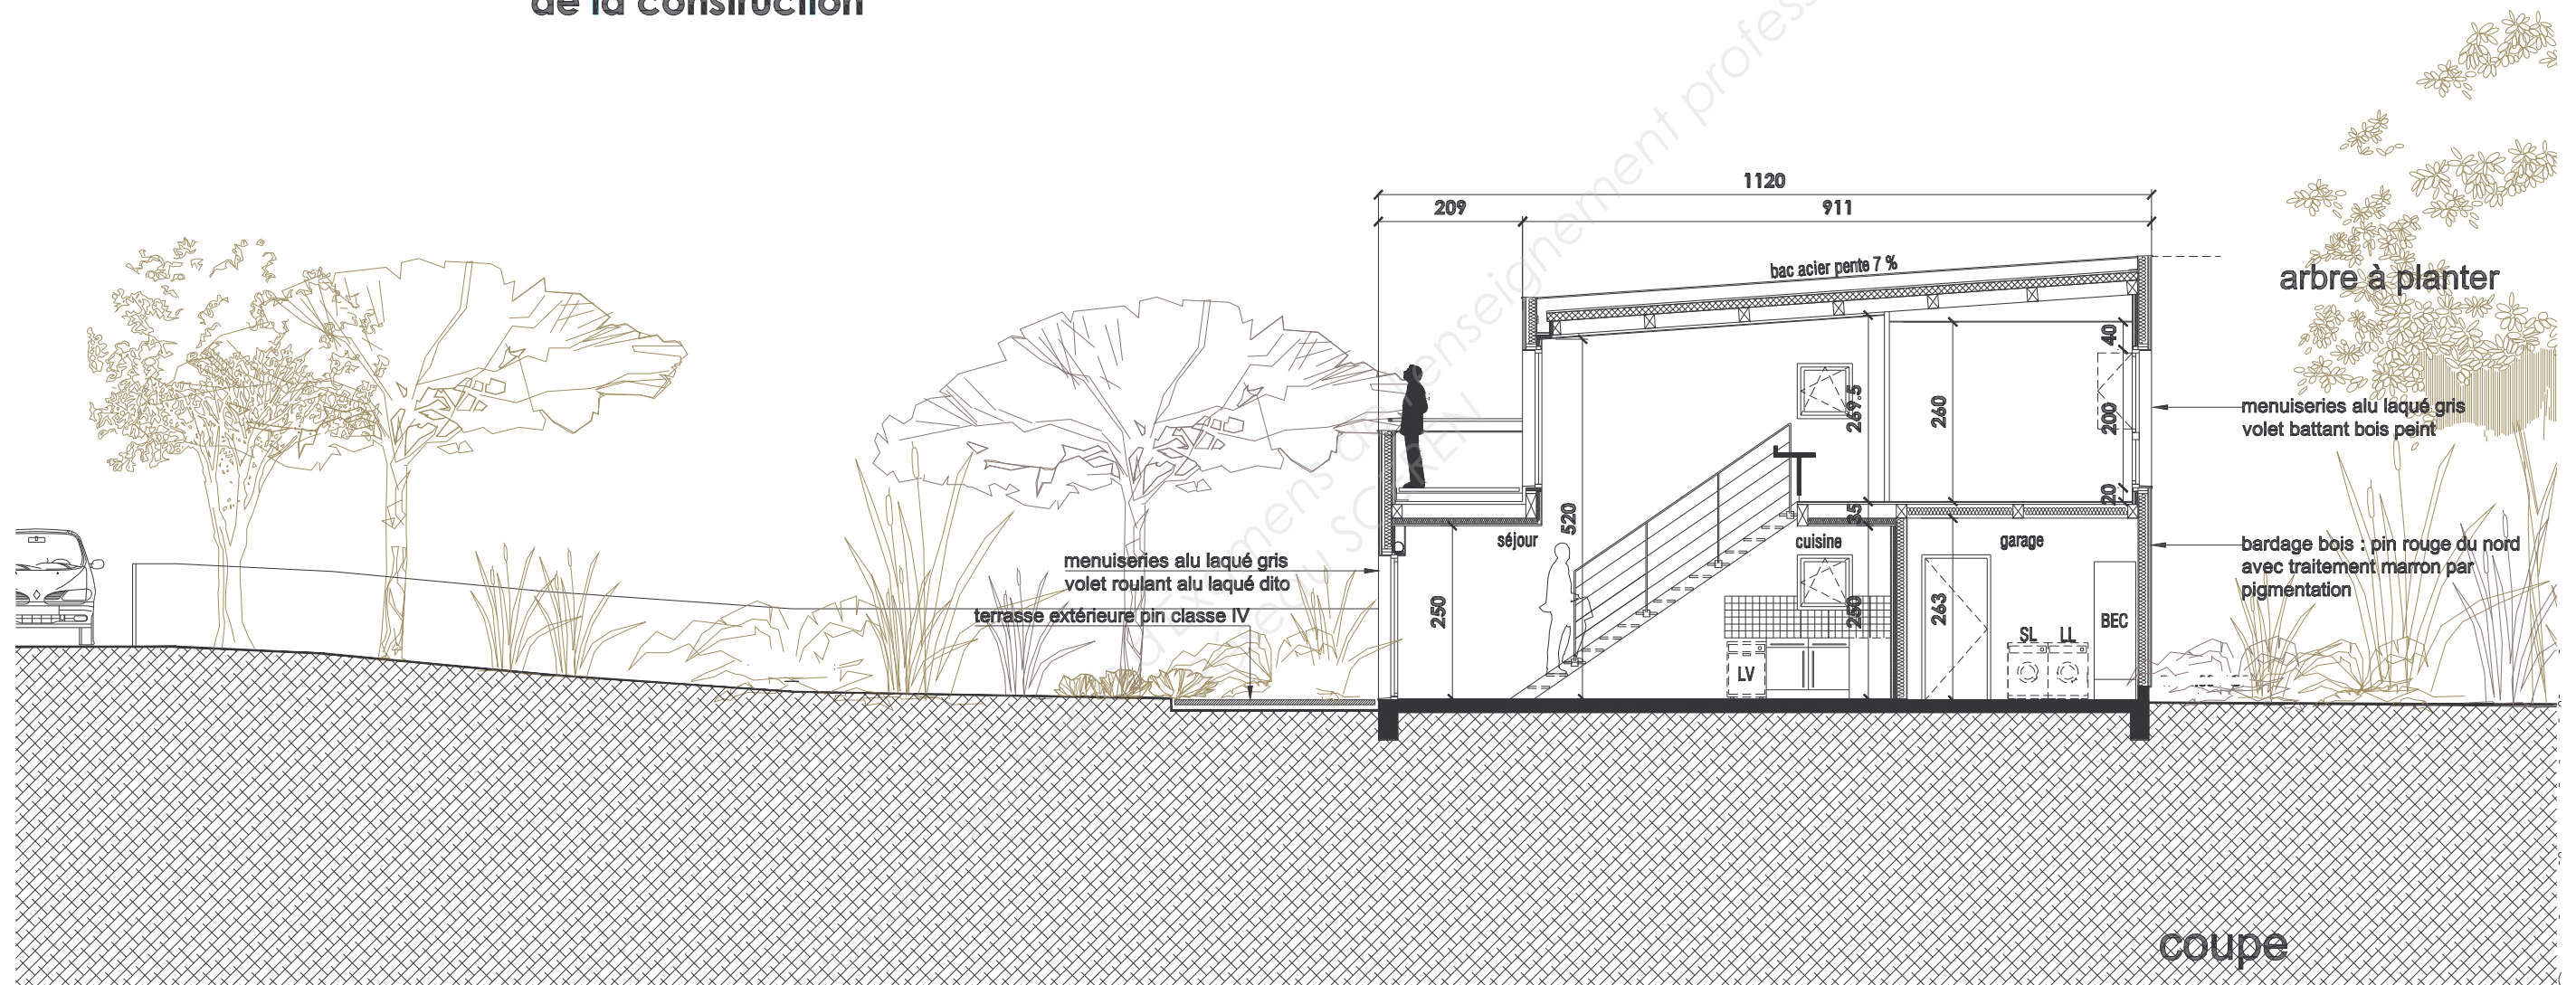 de la construction
1120
209
911
bac acier pente 7 %
arbre à planter
40
269.5
260
200
menuiseries alu laqué gris
volet battant bois peint
20
520
35
séjour
cuisine
garage
bardage bois : pin rouge du nord
avec traitement marron par
pigmentation
menuiseries alu laqué gris
volet roulant alu laqué dito
terrasse extérieure pin classe IV
250
250
263
BEC
SL
LL
LV
coupe